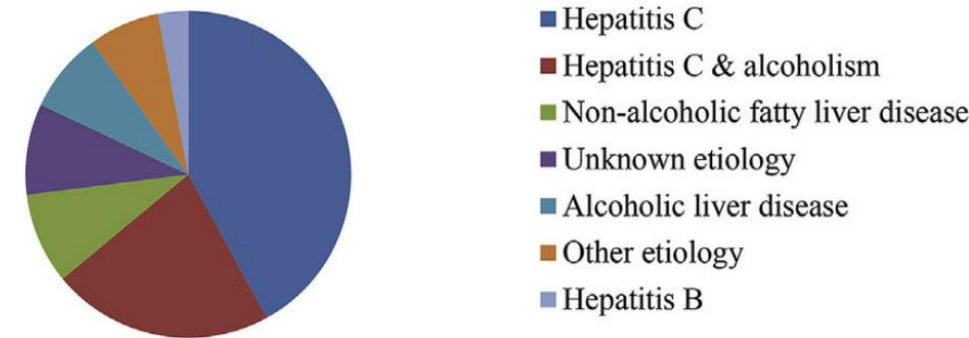 Hepatitis C
Hepatitis C & alcoholism
Non-alcoholic fatty liver disease
Unknown etiology
Alcoholic liver disease
Other etiology
Hepatitis B